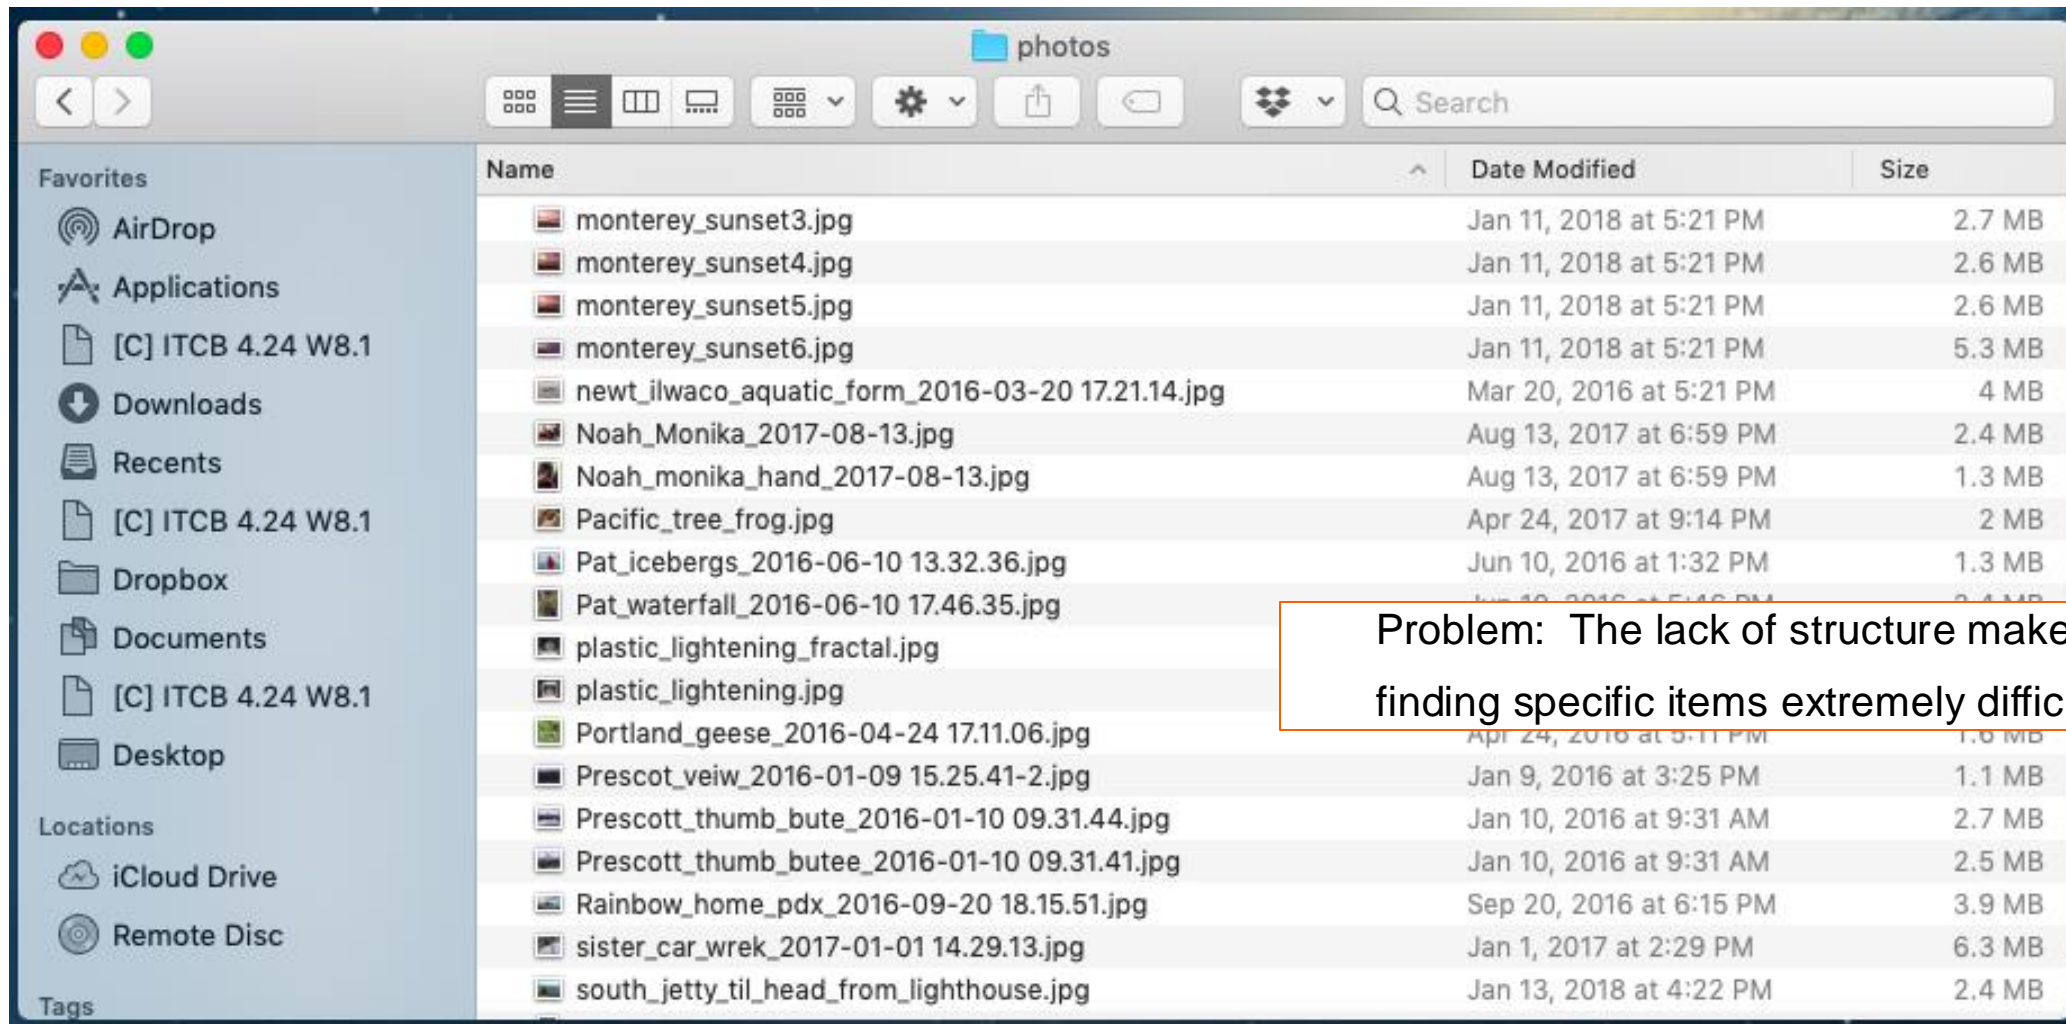 photos
Search
Favorites
AirDrop
Applications
[C] ITCB 4.24 W8.1
Downloads
Recents
[C] ITCB 4.24 W8.1
Dropbox
Documents
[C] ITCB 4.24 W8.1
Desktop
Locations
iCloud Drive
Remote Disc
Tags
Name Date Modified Size
monterey_sunset3.jpg Jan 11, 2018 at 5:21 PM 2.7 MB
monterey_sunset4.jpg Jan 11, 2018 at 5:21 PM 2.6 MB
monterey_sunset5.jpg Jan 11, 2018 at 5:21 PM 2.6 MB
monterey_sunset6.jpg Jan 11, 2018 at 5:21 PM 5.3 MB
newt_ilwaco_aquatic_form_2016-03-20 17.21.14.jpg Mar 20, 2016 at 5:21 PM 4 MB
Noah_Monika_2017-08-13.jpg Aug 13, 2017 at 6:59 PM 2.4 MB
Noah_monika_hand_2017-08-13.jpg Aug 13, 2017 at 6:59 PM 1.3 MB
Pacific_tree_frog.jpg Apr 24, 2017 at 9:14 PM 2 MB
Pat_icebergs_2016-06-10 13.32.36.jpg Jun 10, 2016 at 1:32 PM 1.3 MB
Pat_waterfall_2016-06-10 17.46.35.jpg
plastic_lightening_fractal.jpg
plastic_lightening.jpg
Portland_geese_2016-04-24 17.11.06.jpg Apr 24, 2016 at 5:11 PM 1.6 MB
Prescot_veiw_2016-01-09 15.25.41-2.jpg Jan 9, 2016 at 3:25 PM 1.1 MB
Prescott_thumb_bute_2016-01-10 09.31.44.jpg Jan 10, 2016 at 9:31 AM 2.7 MB
Prescott_thumb_butee_2016-01-10 09.31.41.jpg Jan 10, 2016 at 9:31 AM 2.5 MB
Rainbow_home_pdx_2016-09-20 18.15.51.jpg Sep 20, 2016 at 6:15 PM 3.9 MB
sister_car_wrek_2017-01-01 14.29.13.jpg Jan 1, 2017 at 2:29 PM 6.3 MB
south_jetty_til_head_from_lighthouse.jpg Jan 13, 2018 at 4:22 PM 2.4 MB
Problem: The lack of structure make
finding specific items extremely diffic